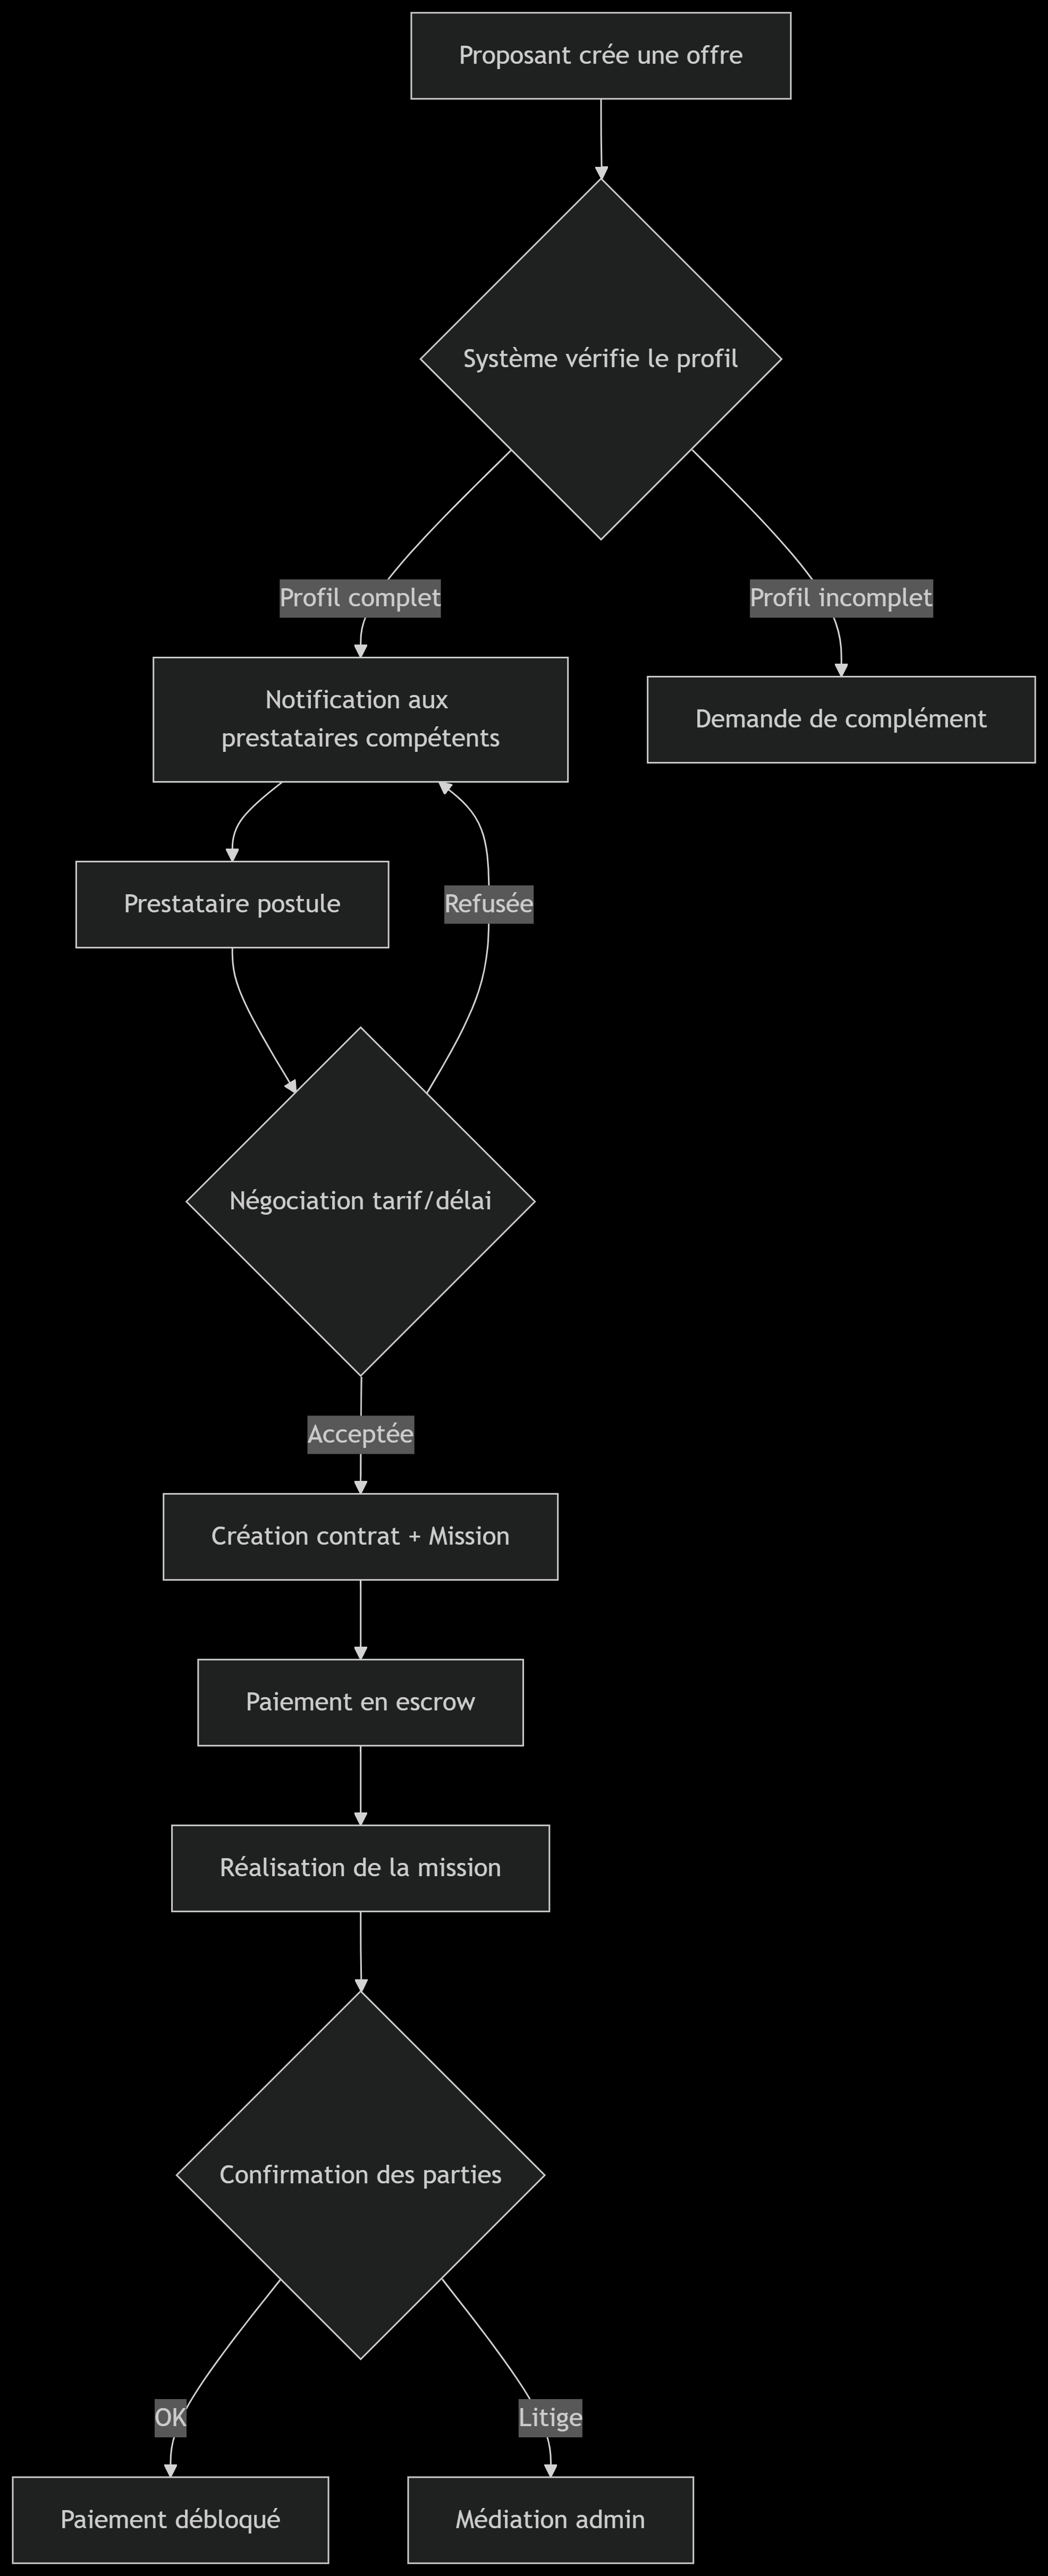 Proposant crée une offre
Système vérifie le profil
Profil complet
Profil incomplet
Notification aux
prestataires compétents
Demande de complément
Prestataire postule
Refusée
Négociation tarif/délai
Acceptée
Création contrat + Mission
Paiement en escrow
Réalisation de la mission
Confirmation des parties
OK
Litige
Paiement débloqué
Médiation admin